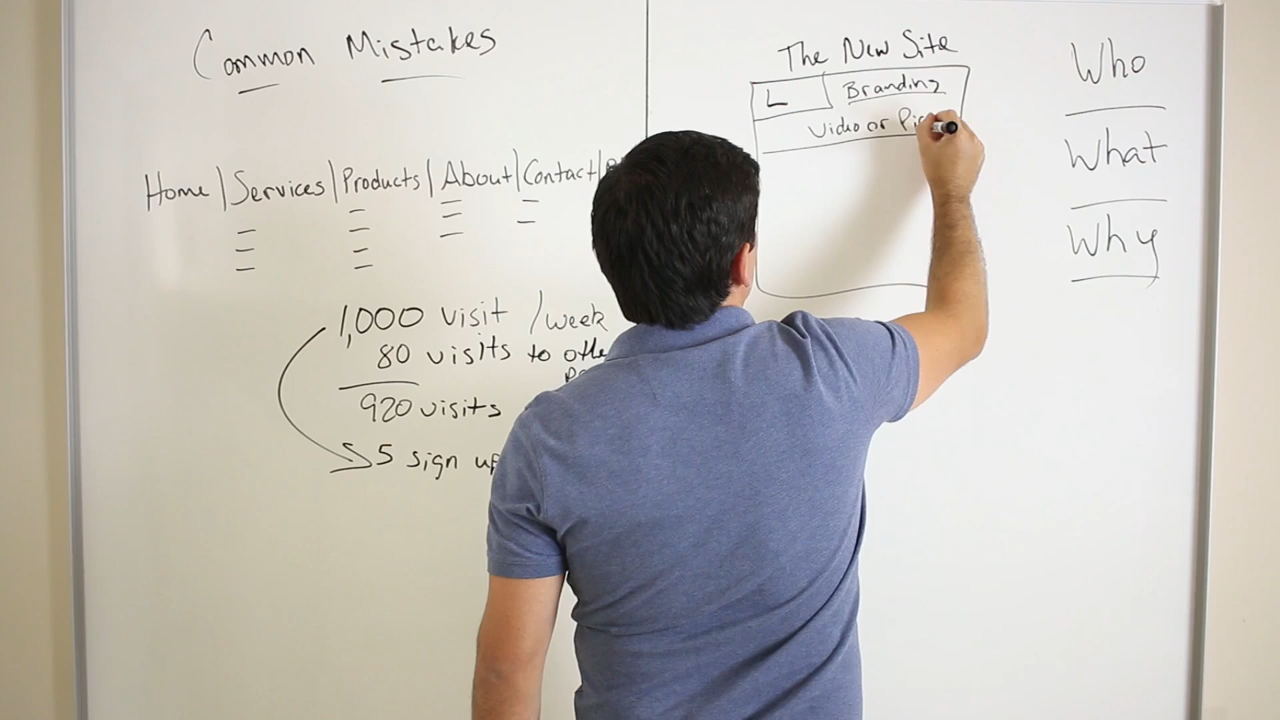 Common Mistakes
Home | Services | Products | About | Contact |
1,000 visit /week
80 visits to
920 visits
5 sign
The New Site
L Branding
Video or
Who
What
Why